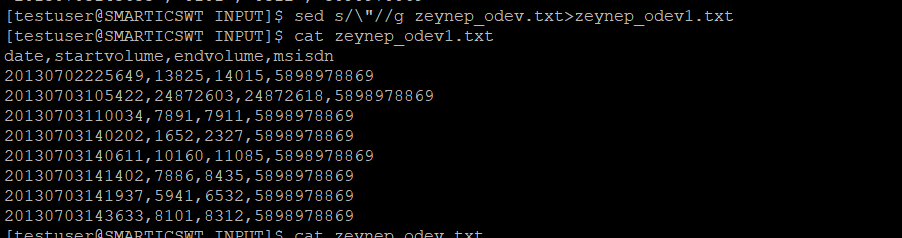 [testuser@SMARTICSWT INPUT]$ sed s/\"//g zeynep_odev.txt>zeynep_odev1.txt
[testuser@SMARTICSWT INPUT]$ cat zeynep_odev1.txt
date,startvolume,endvolume,msisdn
20130702225649,13825,14015,5898978869
20130703105422,24872603,24872618,5898978869
20130703110034,7891,7911,5898978869
20130703140202,1652,2327,5898978869
20130703140611,10160,11085,5898978869
20130703141402,7886,8435,5898978869
20130703141937,5941,6532,5898978869
20130703143633,8101,8312,5898978869
[testuser@SMARTICSWT INPUT]$ cat zeynep_odev.txt